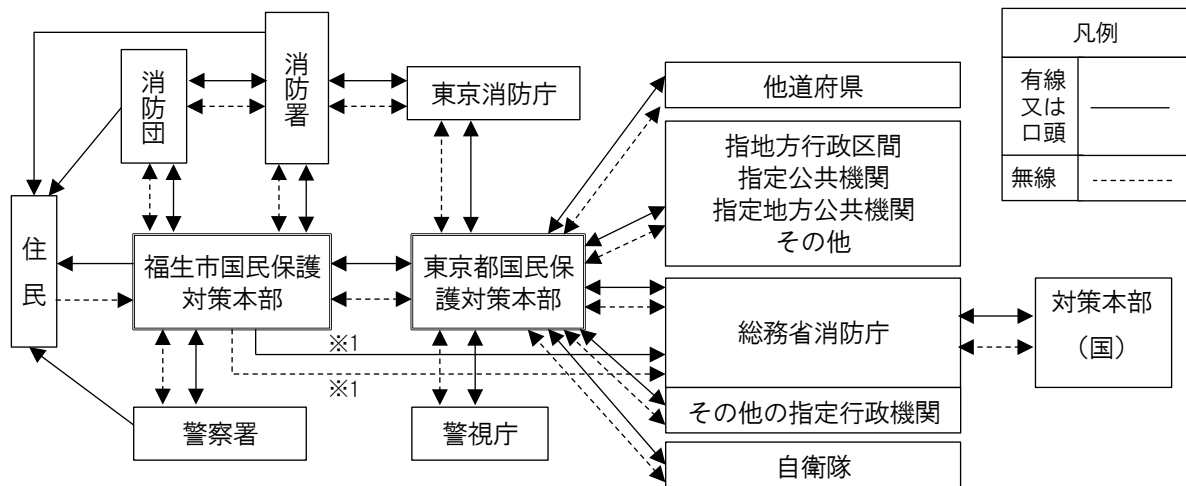 凡例
有線
又は
口頭
無線
消防団
消防署
東京消防庁
他道府県
指地方行政区間
指定公共機関
指定地方公共機関
その他
住民
福生市国民保護
対策本部
東京都国民保
護対策本部
総務省消防庁
対策本部
（国）
※1
※1
その他の指定行政機関
警察署
警視庁
自衛隊